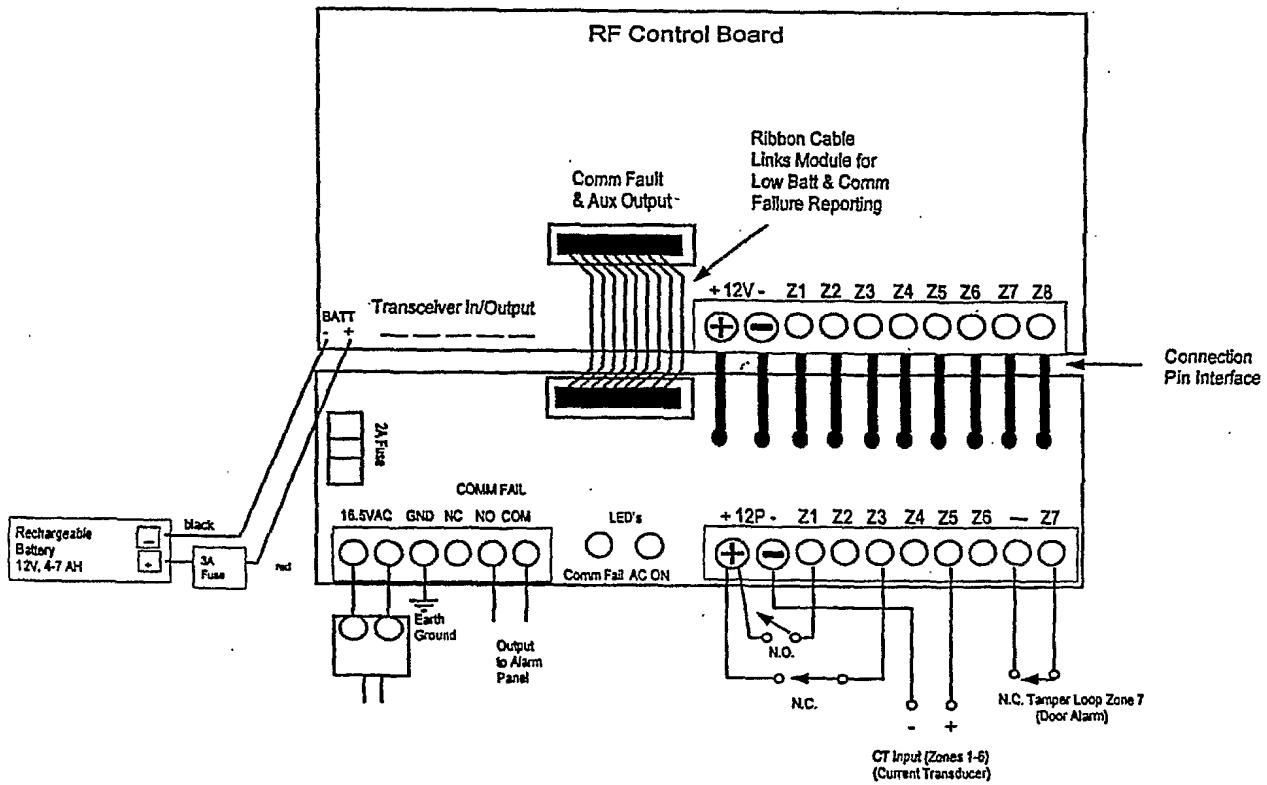 RF Control Board
Ribbon Cable
Links Module for
Low Batt & Comm
Failure Reporting
Comm Fault
& Aux Output
+ 12V - Z1 Z2 Z3 Z4 Z5 Z6 Z7 Z8
Transceiver In/Output
BATT
- +
Connection
Pin Interface
2A Fuse
COMM FAIL
16.5VAC GND NC NO COM
LED's
+ 12P - Z1 Z2 Z3 Z4 Z5 Z6 — Z7
Comm Fail AC ON
Rechargeable
Battery
12V, 4-7 AH
-
+
black
3A
Fuse
red
Earth
Ground
Output
to Alarm
Panel
N.O.
N.C.
N.C. Tamper Loop Zone 7
(Door Alarm)
- +
CT Input (Zones 1-6)
(Current Transducer)